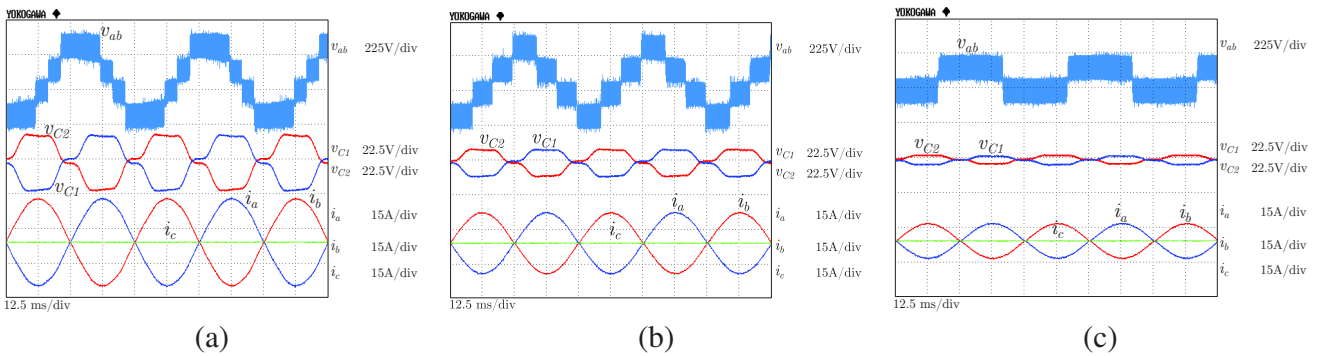 YOKOGAWA
v_ab
v_ab 225V/div
v_C2
v_C1 22.5V/div
v_C2 22.5V/div
v_C1
i_a
i_b
i_a 15A/div
i_c
i_b 15A/div
i_c 15A/div
12.5 ms/div
(a)
YOKOGAWA
v_ab 225V/div
v_C2
v_C1
v_C1 22.5V/div
v_C2 22.5V/div
i_a
i_b
i_a 15A/div
i_c
i_b 15A/div
i_c 15A/div
12.5 ms/div
(b)
YOKOGAWA
v_ab
v_ab 225V/div
v_C2
v_C1
v_C1 22.5V/div
v_C2 22.5V/div
i_a
i_b
i_a 15A/div
i_c
i_b 15A/div
i_c 15A/div
12.5 ms/div
(c)